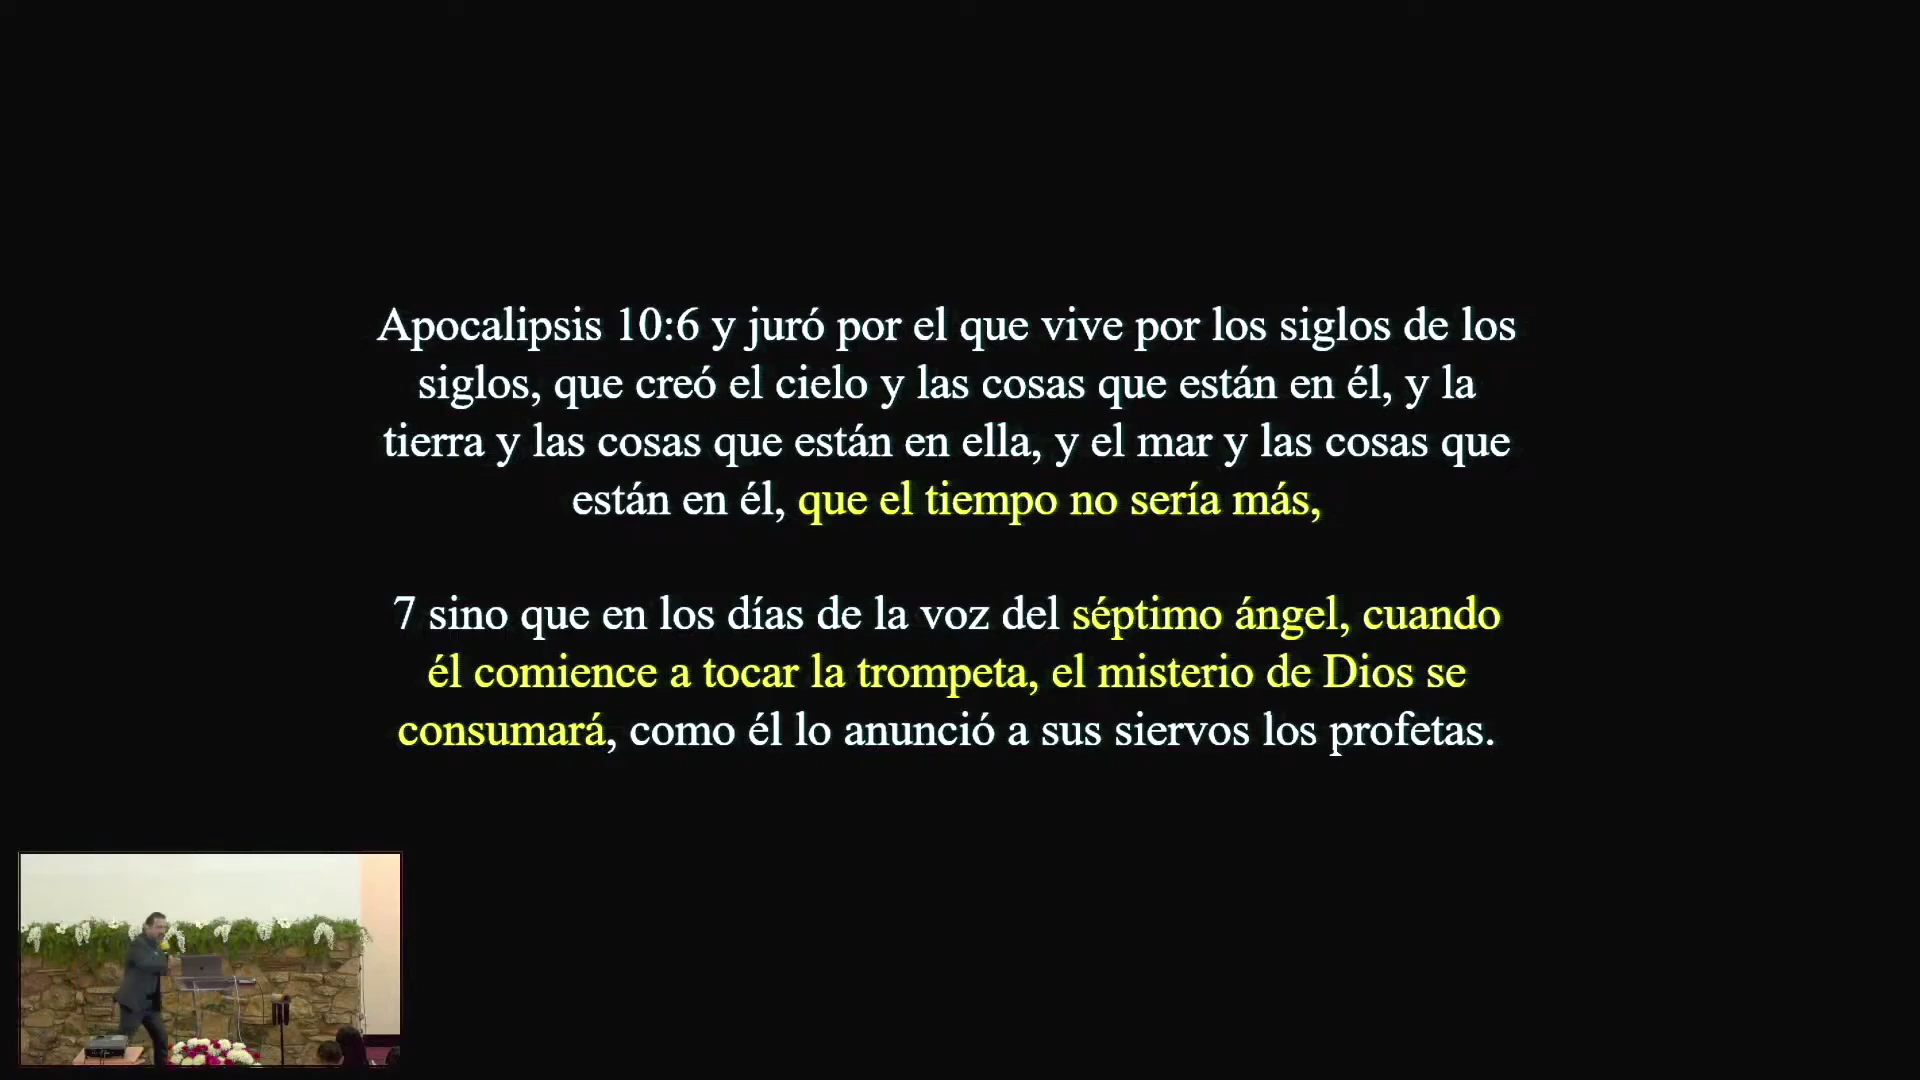 Apocalipsis 10:6 y juró por el que vive por los siglos de los
siglos, que creó el cielo y las cosas que están en él, y la
tierra y las cosas que están en ella, y el mar y las cosas que
están en él, que el tiempo no sería más,
7 sino que en los días de la voz del séptimo ángel, cuando
él comience a tocar la trompeta, el misterio de Dios se
consumará, como él lo anunció a sus siervos los profetas.